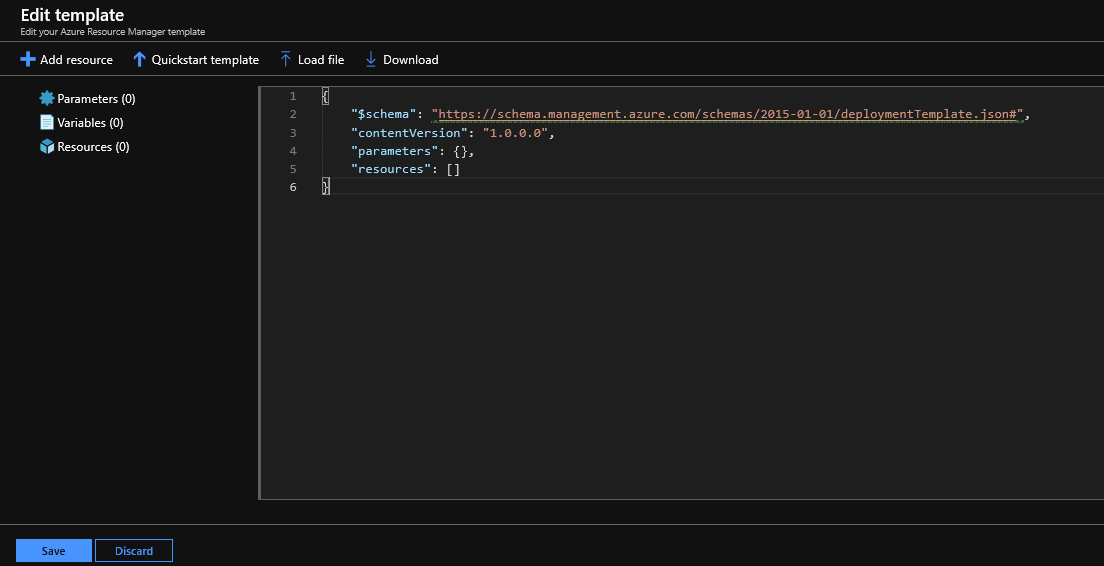 Edit template
Edit your Azure Resource Manager template
Add resource Quickstart template Load file Download
Parameters (0)
Variables (0)
Resources (0)
1 {
2 "$schema": "https://schema.management.azure.com/schemas/2015-01-01/deploymentTemplate.json#",
3 "contentVersion": "1.0.0.0",
4 "parameters": {},
5 "resources": []
6 }
Save Discard